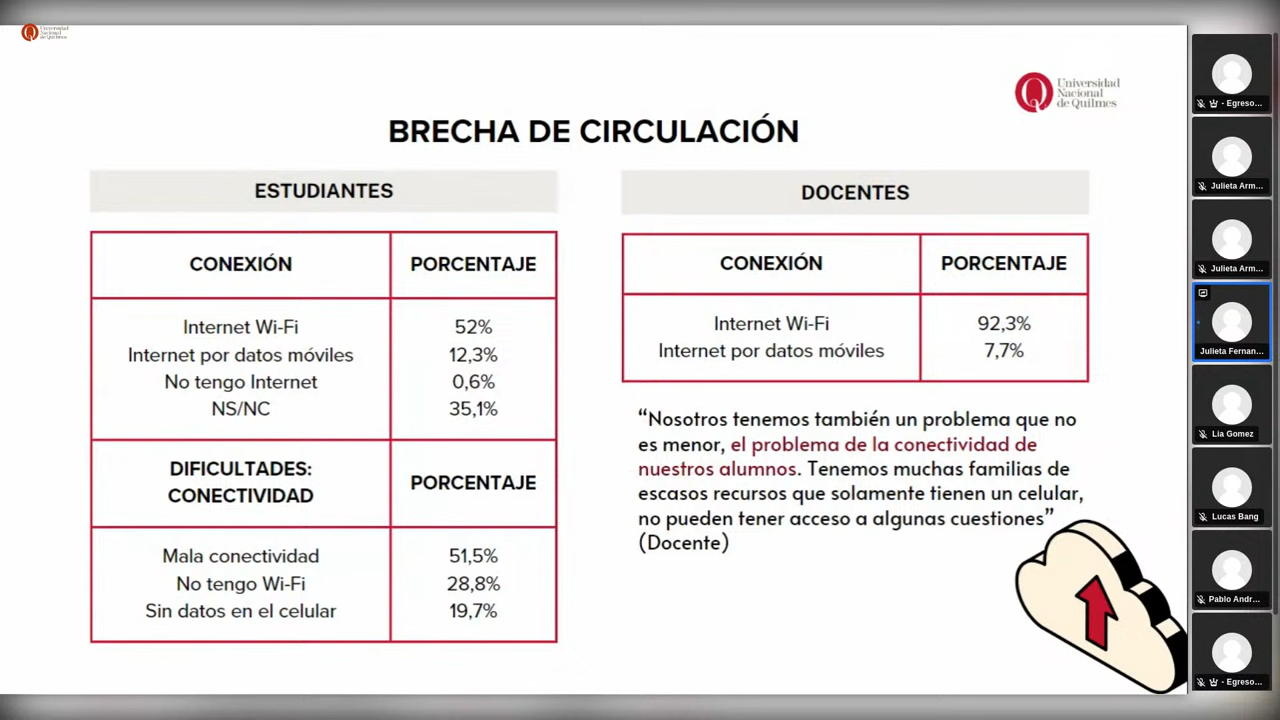 Universidad
Nacional
de Quilmes
Universidad
Nacional
de Quilmes
BRECHA DE CIRCULACIÓN
ESTUDIANTES
CONEXIÓN PORCENTAJE
Internet Wi-Fi 52%
Internet por datos móviles 12,3%
No tengo Internet 0,6%
NS/NC 35,1%
DIFICULTADES:
CONECTIVIDAD PORCENTAJE
Mala conectividad 51,5%
No tengo Wi-Fi 28,8%
Sin datos en el celular 19,7%
DOCENTES
CONEXIÓN PORCENTAJE
Internet Wi-Fi 92,3%
Internet por datos móviles 7,7%
“Nosotros tenemos también un problema que no
es menor, el problema de la conectividad de
nuestros alumnos. Tenemos muchas familias de
escasos recursos que solamente tienen un celular,
no pueden tener acceso a algunas cuestiones”
(Docente)
- Egreso...
Julieta Arm...
Julieta Arm...
Julieta Fernan...
Lia Gomez
Lucas Bang
Pablo Andr...
- Egreso...